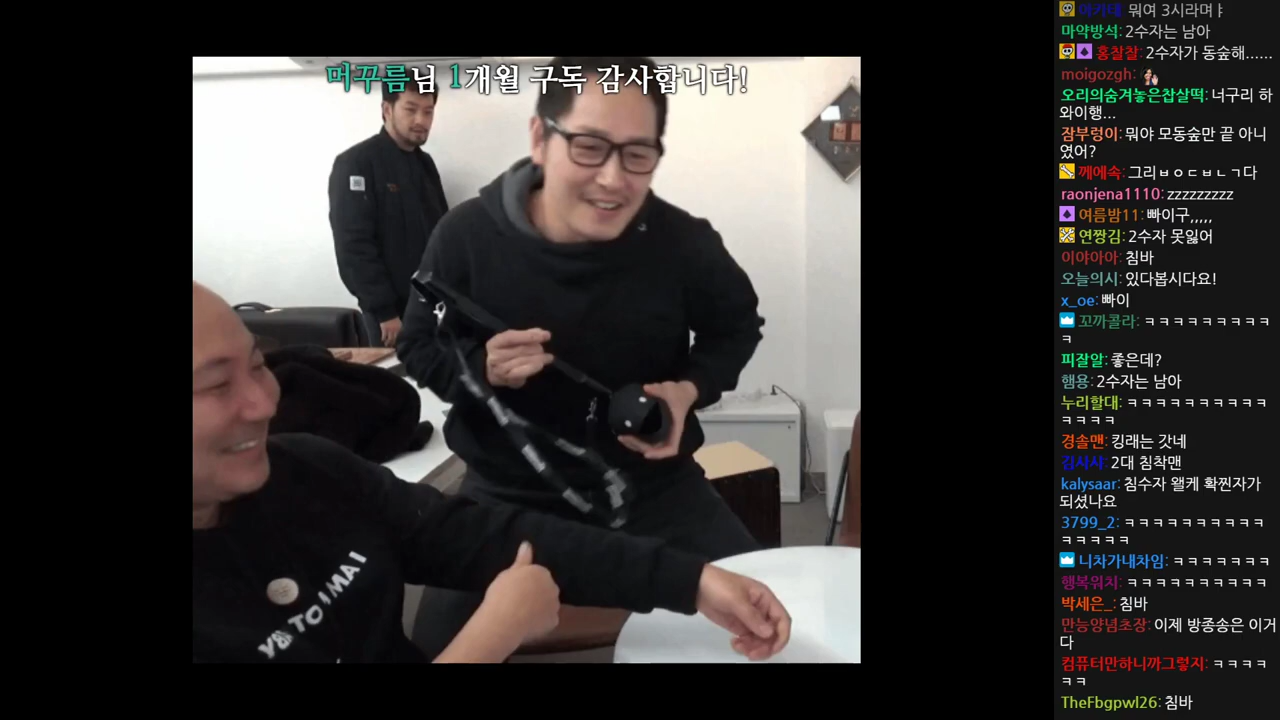 머꾸름님 1개월 구독 감사합니다!
YB TO I MA I
아키테: 뭐여 3시라며ㅑ
마약방석: 2수자는 남아
홍찰찰: 2수자가 동숲해......
moigozgh:
오리의숨겨놓은찹살떡: 너구리 하
와이행...
잠부렁이: 뭐야 모동숲만 끝 아니
였어?
께에속: 그리ㅂㅇㄷㅂㄴㄱ다
raonjena1110: zzzzzzzzz
여름밤11: 빠이구,,,,,
연짱김: 2수자 못잃어
이야아아: 침바
오늘의시: 있다봅시다요!
x_oe: 빠이
꼬까콜라: ㅋㅋㅋㅋㅋㅋㅋㅋㅋ
ㅋ
피잘알: 좋은데?
햄용: 2수자는 남아
누리할대: ㅋㅋㅋㅋㅋㅋㅋㅋㅋㅋ
ㅋㅋㅋㅋ
경솔맨: 킹래는 갓네
김사샤: 2대 침착맨
kalysaar: 침수자 왤케 확찐자가
되셨나요
3799_2: ㅋㅋㅋㅋㅋㅋㅋㅋㅋㅋ
ㅋㅋㅋㅋㅋ
니차가내차임: ㅋㅋㅋㅋㅋㅋㅋ
행복워치: ㅋㅋㅋㅋㅋㅋㅋㅋㅋㅋ
박세은_: 침바
만능양념초장: 이제 방종송은 이거
다
컴퓨터만하니까그렇지: ㅋㅋㅋㅋ
ㅋㅋ
TheFbgpwl26: 침바